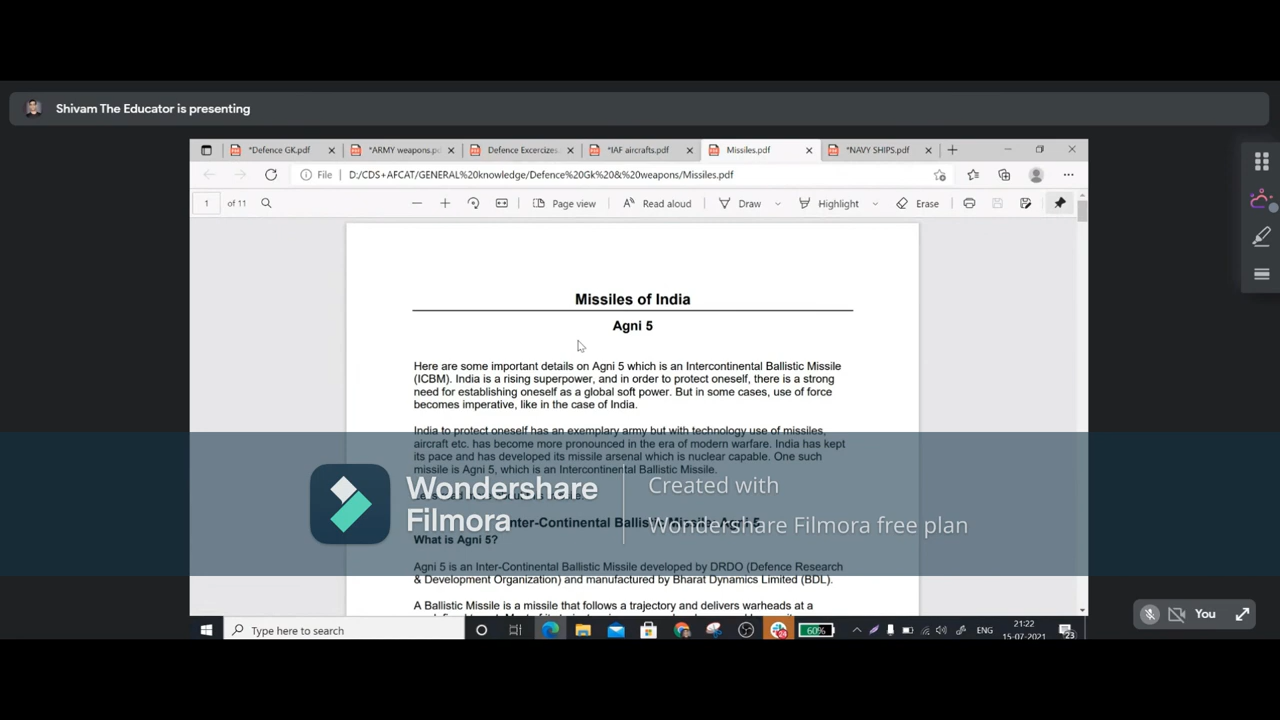 Shivam The Educator is presenting
*Defence GK.pdf
*ARMY weapons.pd
Defence Excercizes
*IAF aircrafts.pdf
Missiles.pdf
*NAVY SHIPS.pdf
File D:/CDS+AFCAT/GENERAL%20knowledge/Defence%20Gk%20&%20weapons/Missiles.pdf
1 of 11 Page view Read aloud Draw Highlight Erase
Missiles of India
Agni 5
Here are some important details on Agni 5 which is an Intercontinental Ballistic Missile
(ICBM). India is a rising superpower, and in order to protect oneself, there is a strong
need for establishing oneself as a global soft power. But in some cases, use of force
becomes imperative, like in the case of India.
India to protect oneself has an exemplary army but with technology use of missiles,
aircraft etc. has become more pronounced in the era of modern warfare. India has kept
its pace and has developed its missile arsenal which is nuclear capable. One such
missile is Agni 5, which is an Intercontinental Ballistic Missile.
Wondershare
Filmora
Created with
Wondershare Filmora free plan
Inter-Continental Ballistic Missile Agni 5
What is Agni 5?
Agni 5 is an Inter-Continental Ballistic Missile developed by DRDO (Defence Research
& Development Organization) and manufactured by Bharat Dynamics Limited (BDL).
A Ballistic Missile is a missile that follows a trajectory and delivers warheads at a
Type here to search
60%
24
ENG
21:22
15-07-2021
23
You